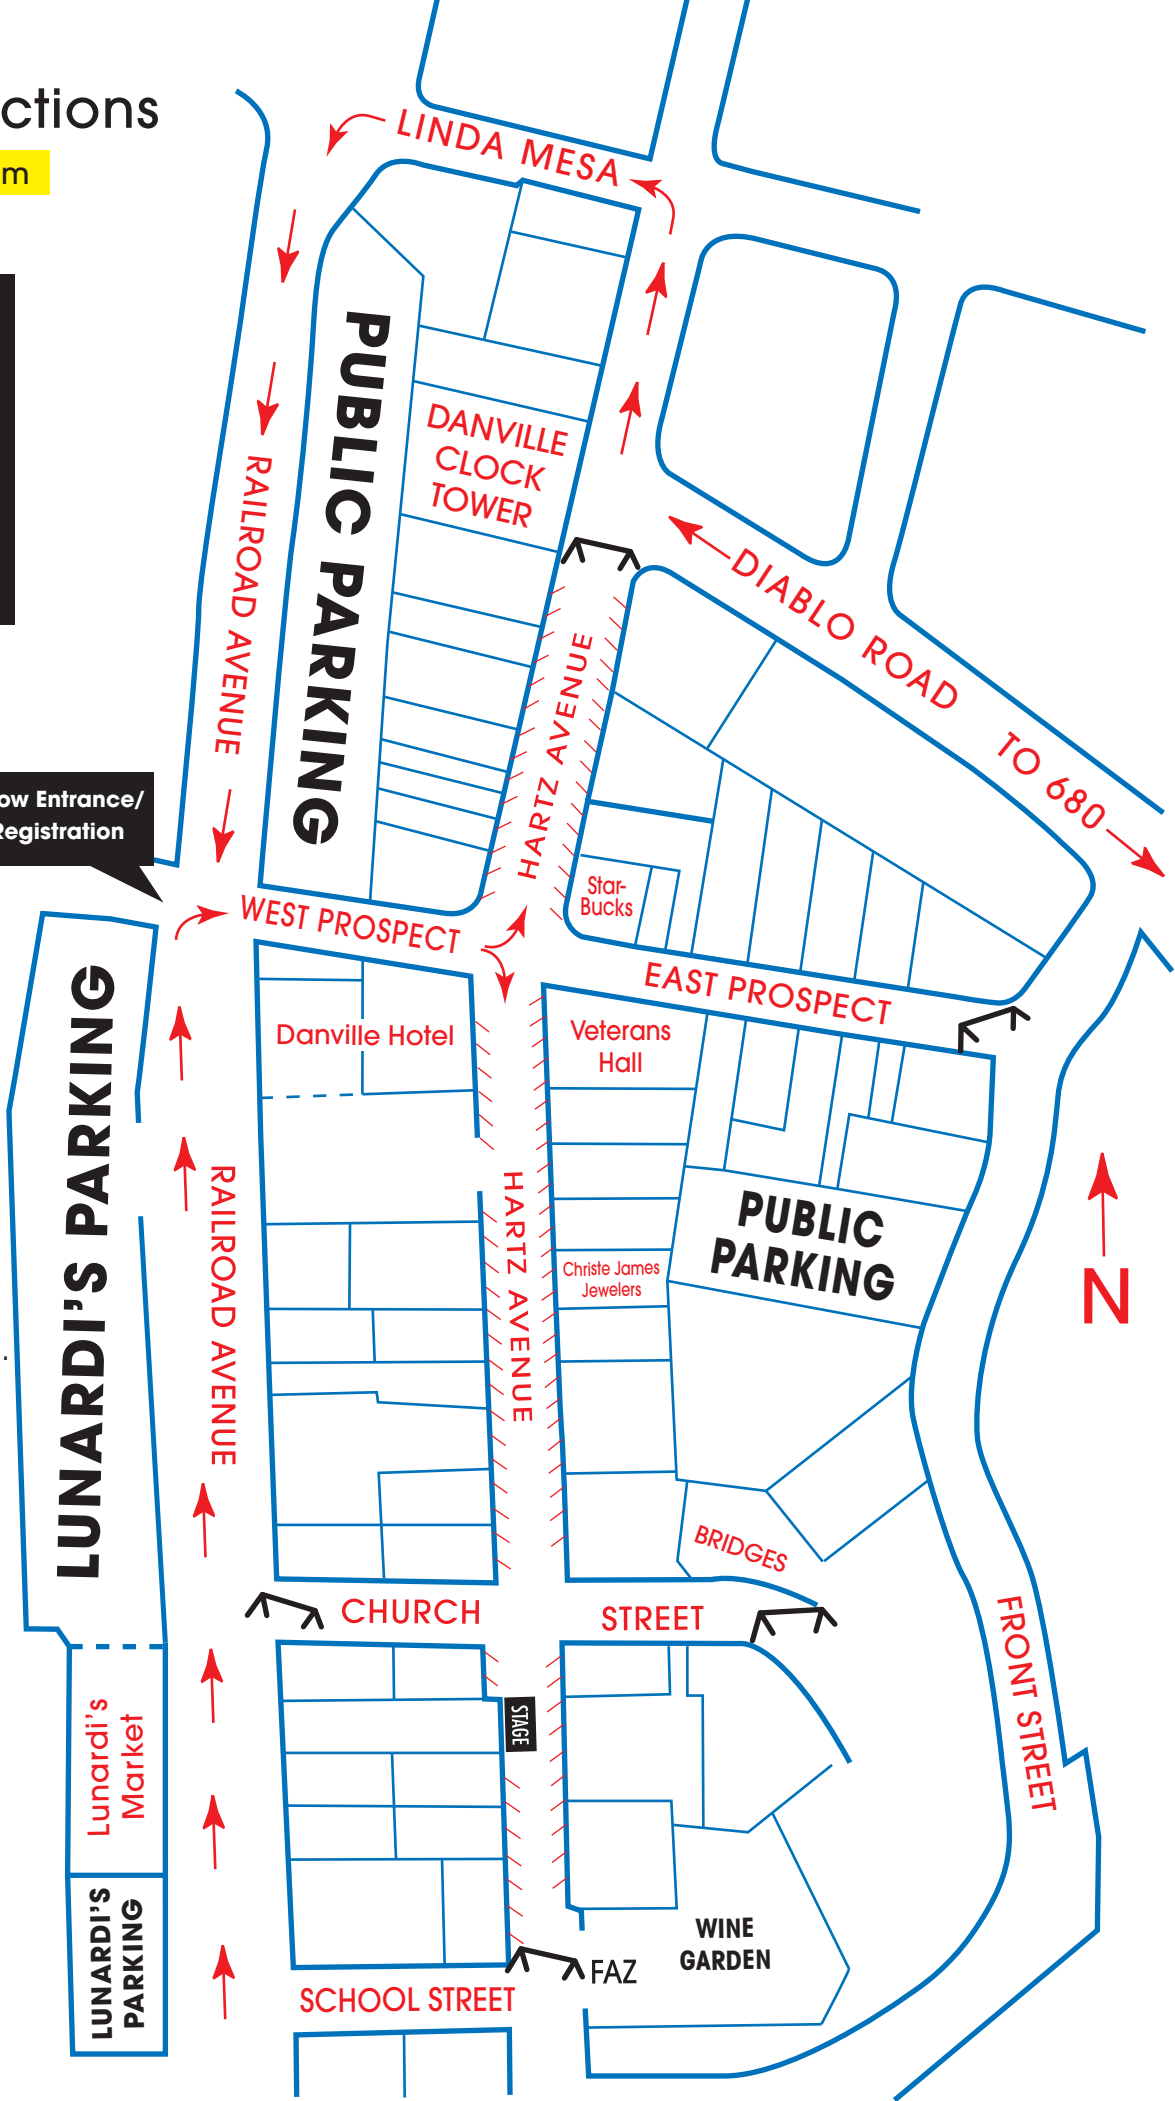 ctions
m
LINDA MESA
PUBLIC PARKING
DANVILLE
CLOCK
TOWER
RAILROAD AVENUE
HARTZ AVENUE
DIABLO ROAD
TO 680
ow Entrance/
Registration
Star-
Bucks
WEST PROSPECT
EAST PROSPECT
LUNARDI'S PARKING
Danville Hotel
Veterans
Hall
RAILROAD AVENUE
HARTZ AVENUE
PUBLIC
PARKING
Christe James
Jewelers
N
BRIDGES
CHURCH
STREET
FRONT STREET
Lunardi's
Market
STAGE
LUNARDI'S
PARKING
WINE
GARDEN
FAZ
SCHOOL STREET